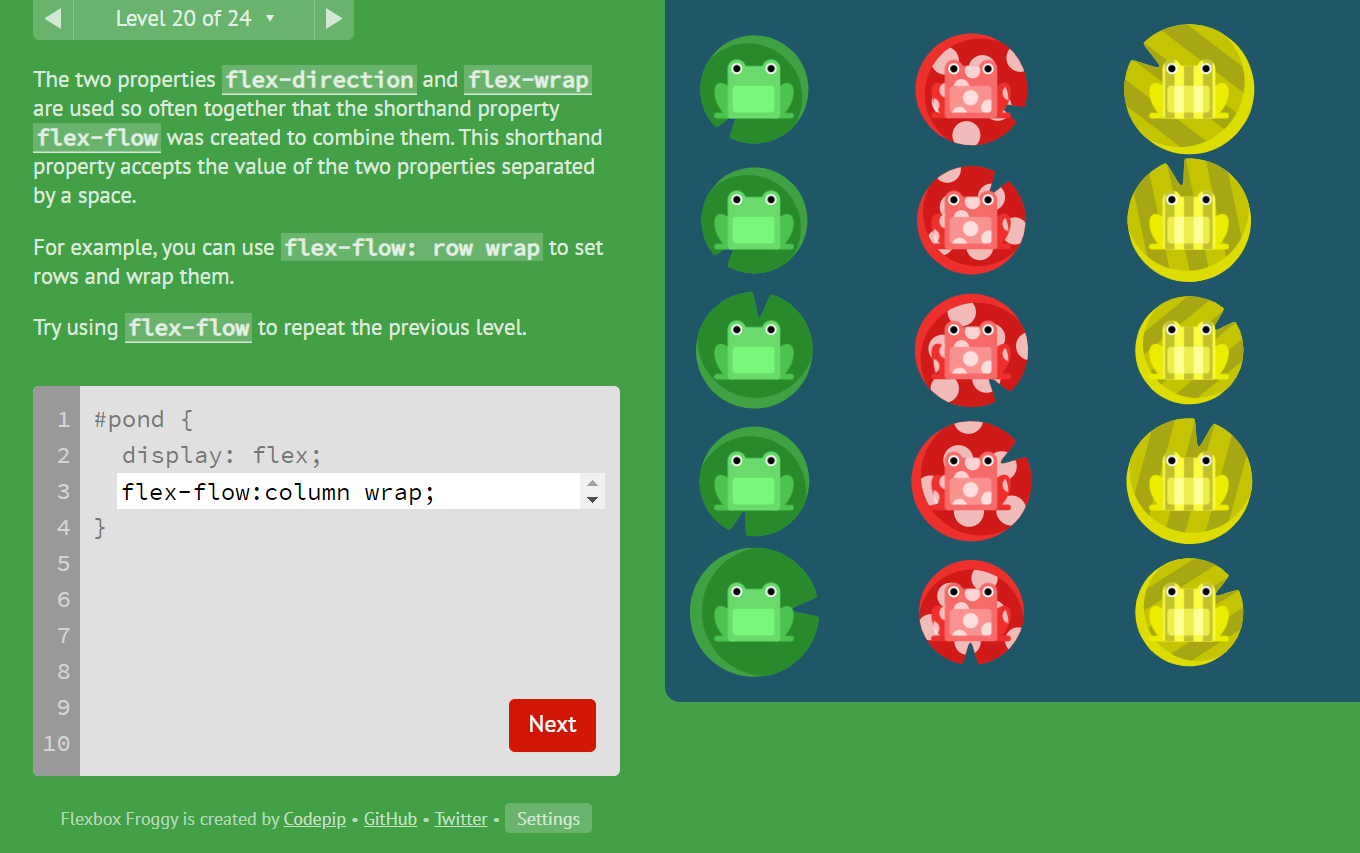 Level 20 of 24 ▼
The two properties flex-direction and flex-wrap
are used so often together that the shorthand property
flex-flow was created to combine them. This shorthand
property accepts the value of the two properties separated
by a space.
For example, you can use flex-flow: row wrap to set
rows and wrap them.
Try using flex-flow to repeat the previous level.
1 #pond {
2 display: flex;
3 flex-flow:column wrap;
4 }
5
6
7
8
9
10
Next
Flexbox Froggy is created by Codepip • GitHub • Twitter • Settings